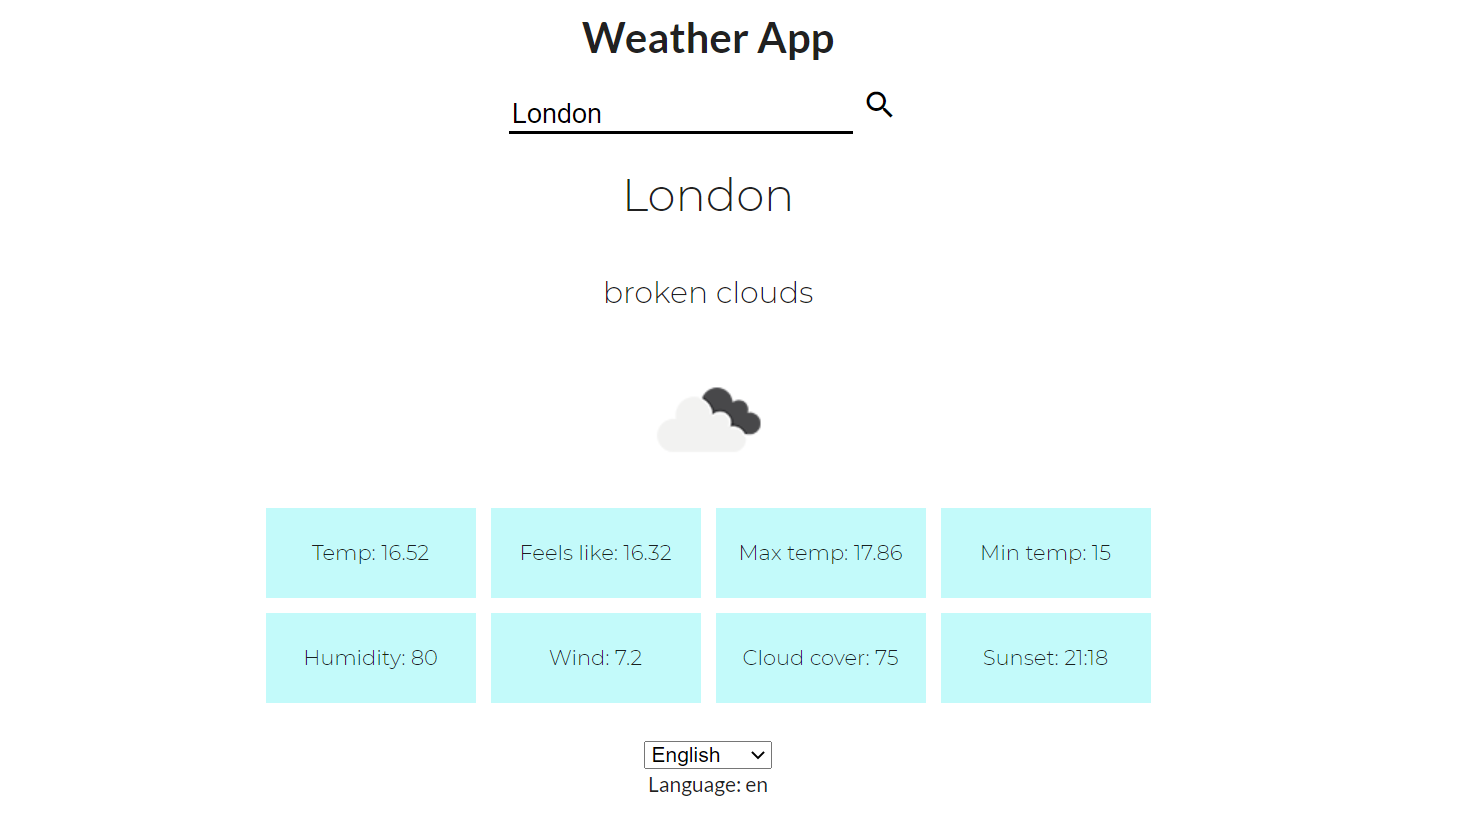 Weather App
London
London
broken clouds
Temp: 16.52 Feels like: 16.32 Max temp: 17.86 Min temp: 15
Humidity: 80 Wind: 7.2 Cloud cover: 75 Sunset: 21:18
English
Language: en